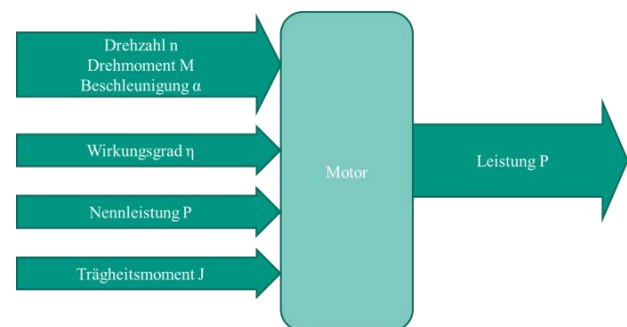 Drehzahl n
Drehmoment M
Beschleunigung α
Wirkungsgrad η
Nennleistung P
Trägheitsmoment J
Motor
Leistung P